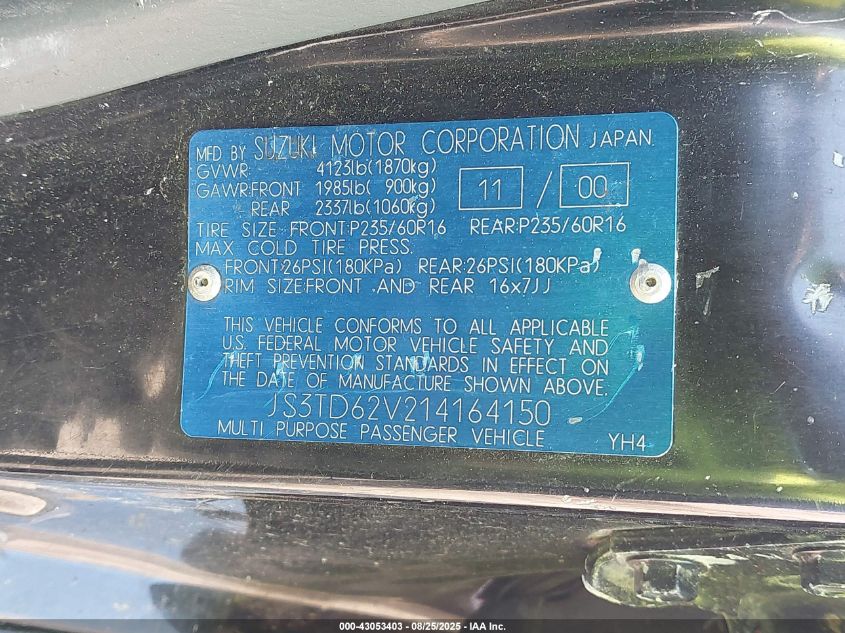 MFD BY SUZUKI MOTOR CORPORATION JAPAN.
GVWR: 4123lb(1870kg)
GAWR:FRONT 1985lb( 900kg) 11 / 00
REAR 2337lb(1060kg)
TIRE SIZE FRONT:P235/60R16 REAR:P235/60R16
MAX COLD TIRE PRESS.
FRONT:26PSI(180KPa) REAR:26PSI(180KPa)
RIM SIZE:FRONT AND REAR 16x7JJ
THIS VEHICLE CONFORMS TO ALL APPLICABLE
U.S. FEDERAL MOTOR VEHICLE SAFETY AND
THEFT PREVENTION STANDARDS IN EFFECT ON
THE DATE OF MANUFACTURE SHOWN ABOVE.
JS3TD62V214164150
MULTI PURPOSE PASSENGER VEHICLE YH4
000-43053403 - 08/25/2025 - IAA Inc.